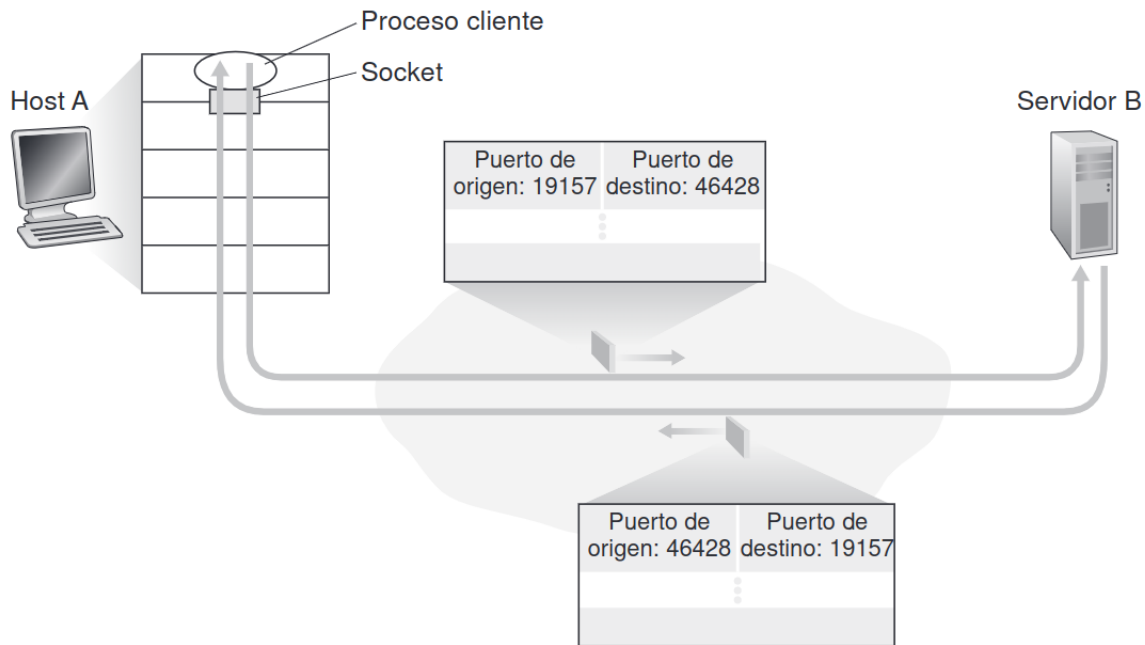 Proceso cliente
Socket
Host A
Servidor B
Puerto de
origen: 19157
Puerto de
destino: 46428
Puerto de
origen: 46428
Puerto de
destino: 19157